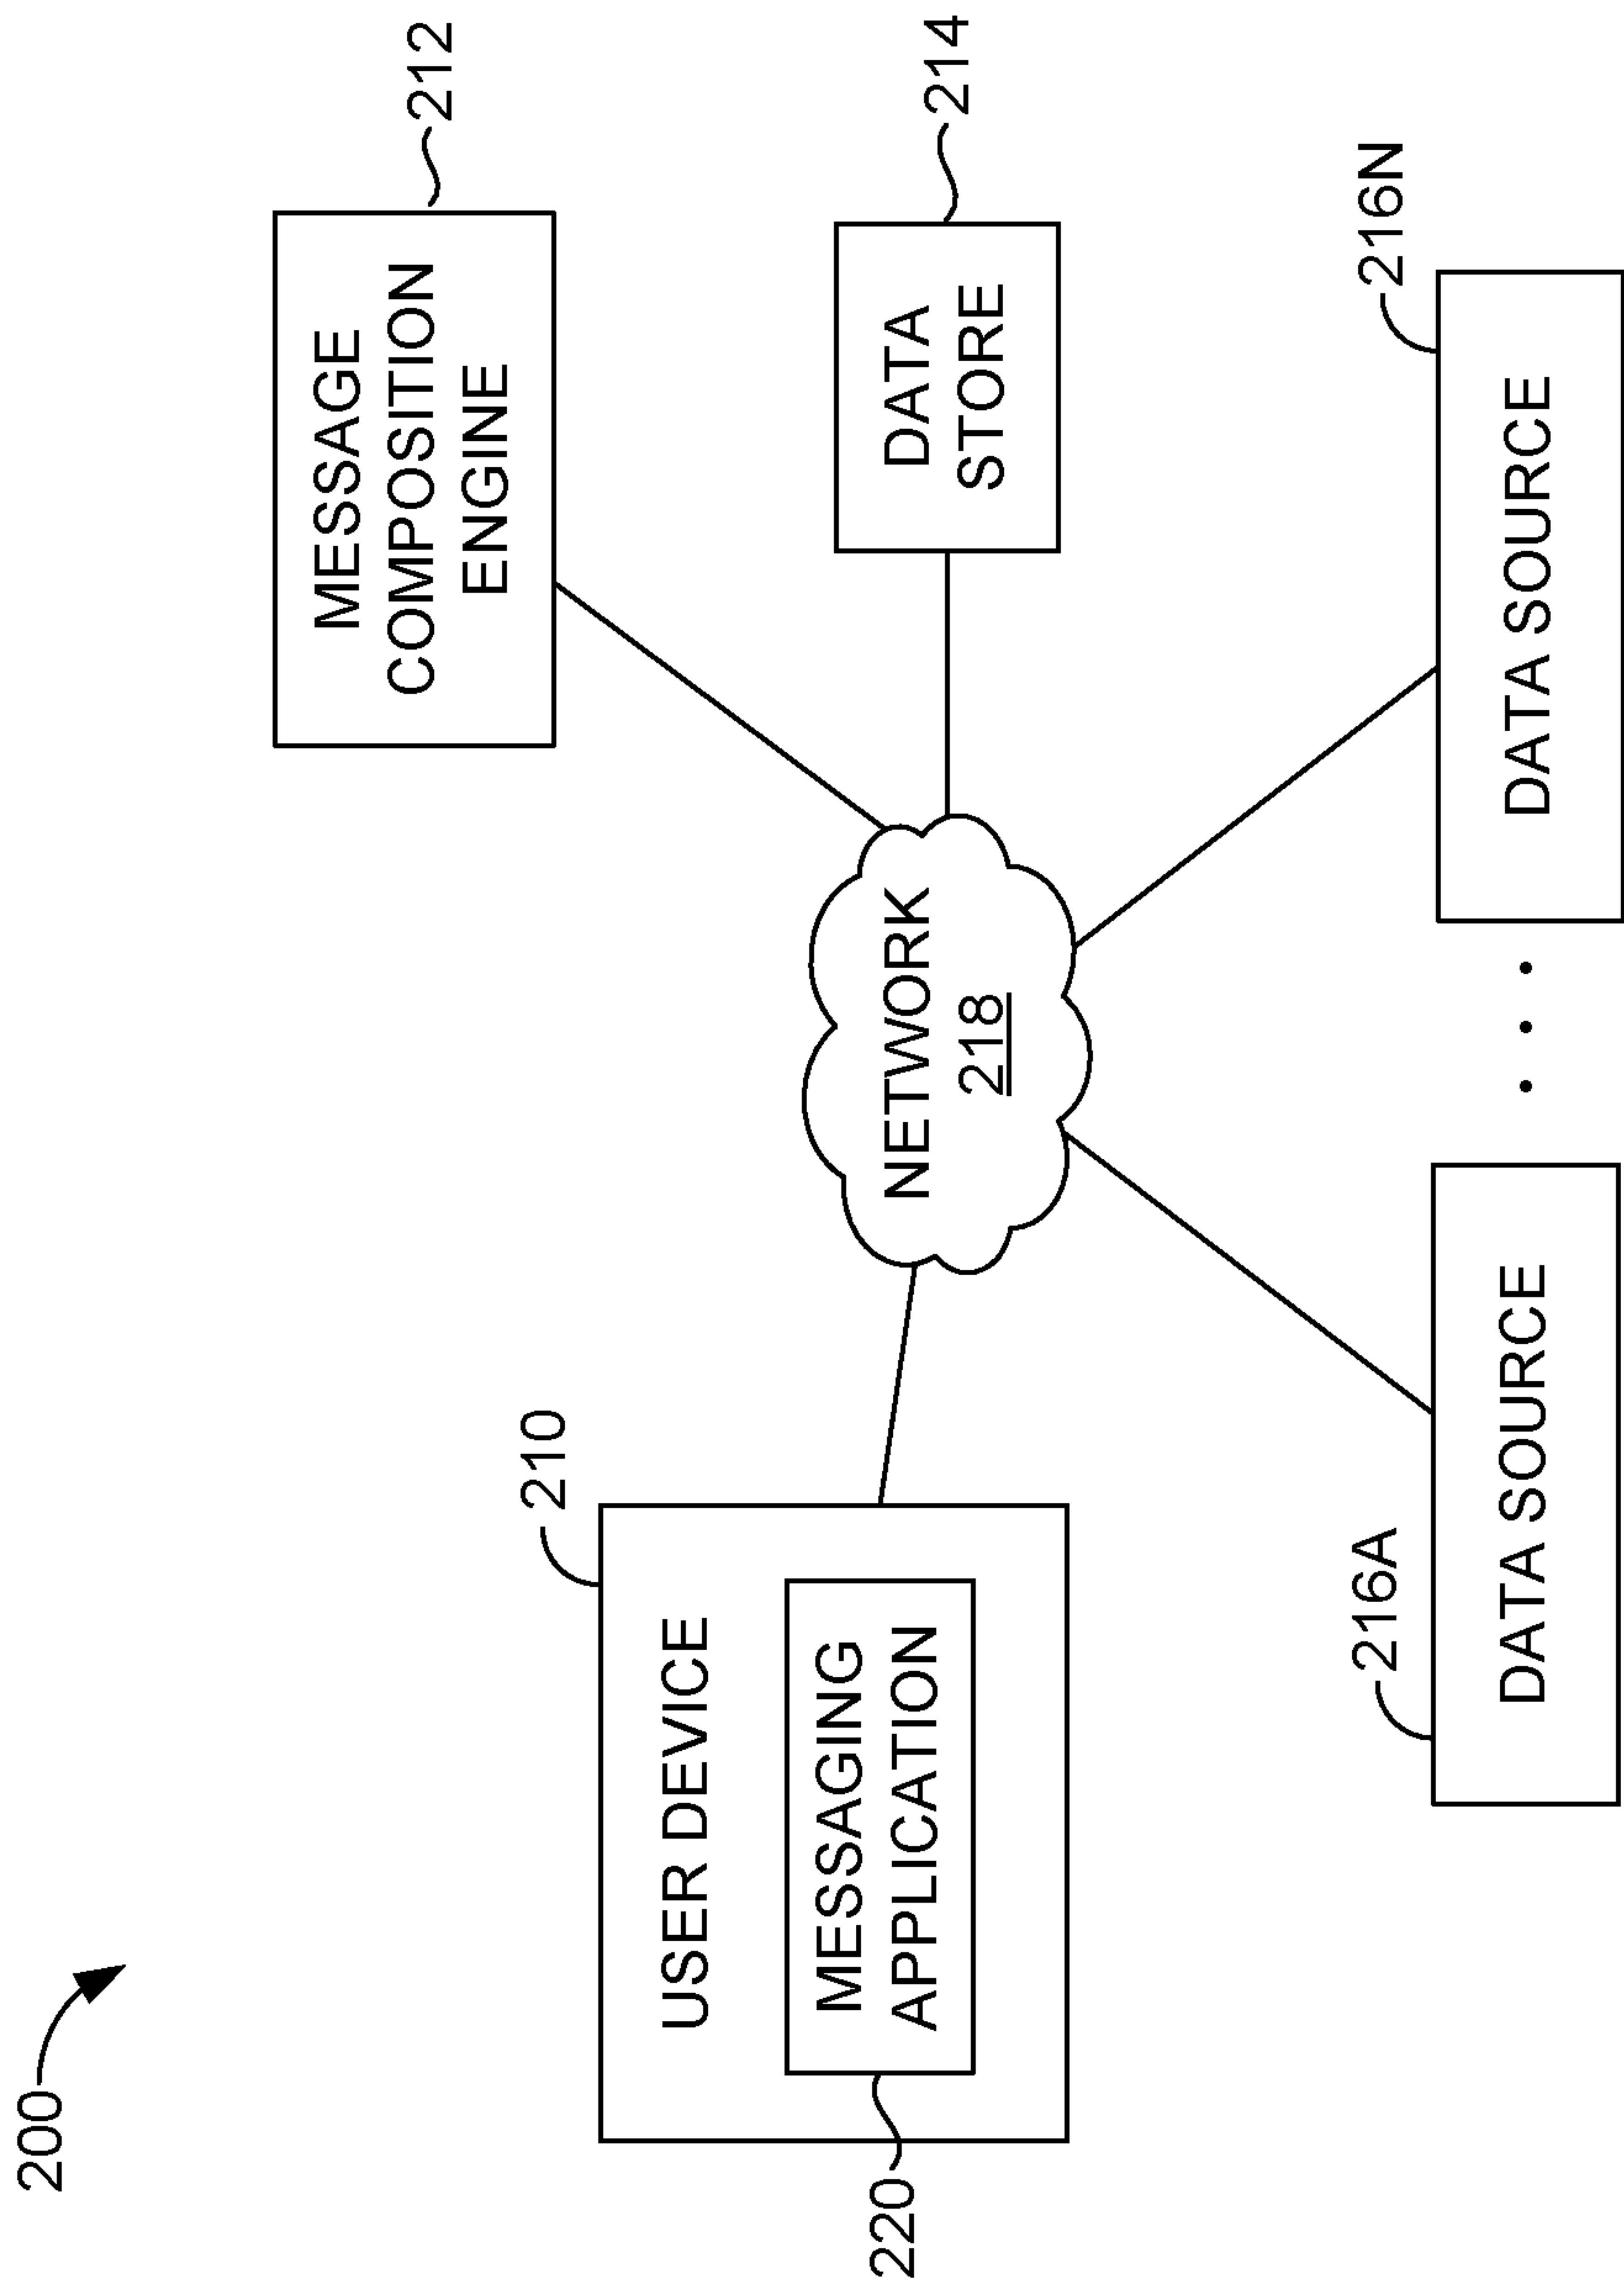 200
212
MESSAGE
COMPOSITION
ENGINE
210
USER DEVICE
MESSAGING
APPLICATION
220
NETWORK
218
DATA
STORE
214
216A
DATA SOURCE
216N
DATA SOURCE